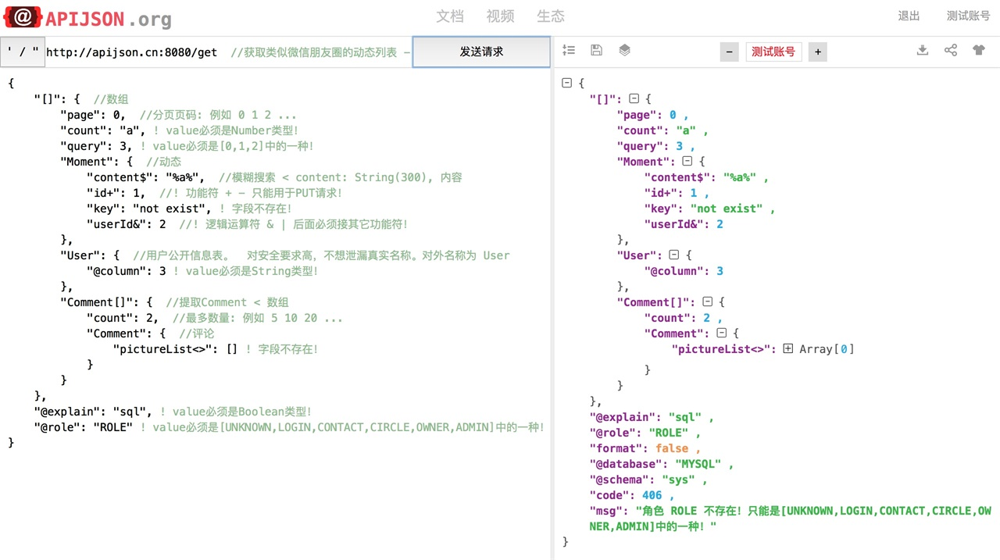 @ APIJSON.org
文档 视频 生态
退出 测试账号
' / " http://apijson.cn:8080/get //获取类似微信朋友圈的动态列表 -
发送请求
- 测试账号 +
{
"[]": { //数组
"page": 0, //分页页码: 例如 0 1 2 ...
"count": "a", ! value必须是Number类型!
"query": 3, ! value必须是[0,1,2]中的一种!
"Moment": { //动态
"content$": "%a%", //模糊搜索 < content: String(300), 内容
"id+": 1, //! 功能符 + - 只能用于PUT请求!
"key": "not exist", ! 字段不存在!
"userId&": 2 //! 逻辑运算符 & | 后面必须接其它功能符!
},
"User": { //用户公开信息表。 对安全要求高，不想泄漏真实名称。对外名称为 User
"@column": 3 ! value必须是String类型!
},
"Comment[]": { //提取Comment < 数组
"count": 2, //最多数量: 例如 5 10 20 ...
"Comment": { //评论
"pictureList<>": [] ! 字段不存在!
}
}
},
"@explain": "sql", ! value必须是Boolean类型!
"@role": "ROLE" ! value必须是[UNKNOWN,LOGIN,CONTACT,CIRCLE,OWNER,ADMIN]中的一种!
}
{
"[]": {
"page": 0 ,
"count": "a" ,
"query": 3 ,
"Moment": {
"content$": "%a%" ,
"id+": 1 ,
"key": "not exist" ,
"userId&": 2
},
"User": {
"@column": 3
},
"Comment[]": {
"count": 2 ,
"Comment": {
"pictureList<>": Array[0]
}
}
},
"@explain": "sql" ,
"@role": "ROLE" ,
"format": false ,
"@database": "MYSQL" ,
"@schema": "sys" ,
"code": 406 ,
"msg": "角色 ROLE 不存在！只能是[UNKNOWN,LOGIN,CONTACT,CIRCLE,OW
NER,ADMIN]中的一种！"
}